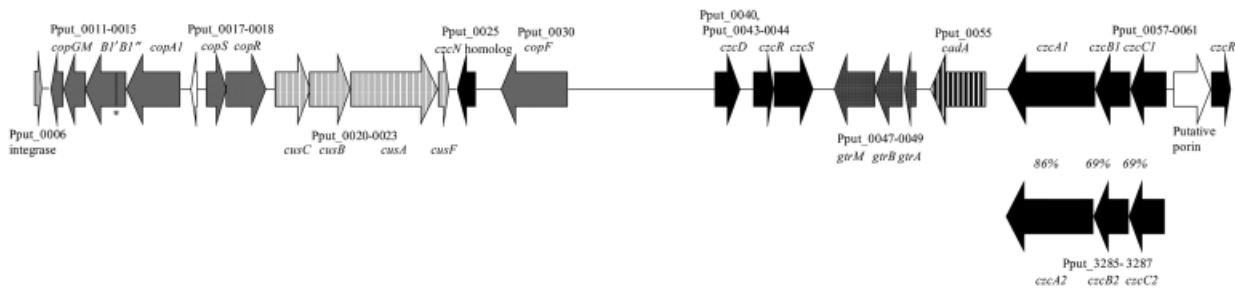 Pput_0040,
Pput_0011-0015 Pput_0017-0018 Pput_0025 Pput_0030 Pput_0043-0044 Pput_0055 Pput_0057-0061
copGM B1' B1" copA1 copS copR czcN homolog copF czcD czcR czcS cadA czcA1 czcB1 czcC1 czcR
*
Pput_0006 Pput_0020-0023 Pput_0047-0049 Putative
integrase cusC cusB cusA cusF gtrM gtrB gtrA porin
86% 69% 69%
Pput_3285- 3287
czcA2 czcB2 czcC2